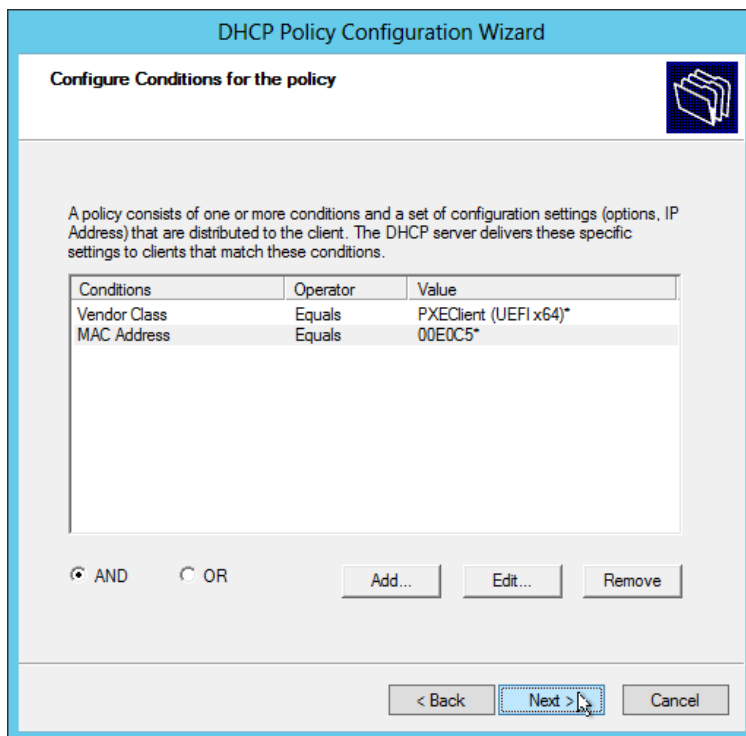 DHCP Policy Configuration Wizard
Configure Conditions for the policy
A policy consists of one or more conditions and a set of configuration settings (options, IP
Address) that are distributed to the client. The DHCP server delivers these specific
settings to clients that match these conditions.
Conditions Operator Value
Vendor Class Equals PXEClient (UEFI x64)*
MAC Address Equals 00E0C5*
AND OR Add... Edit... Remove
< Back Next > Cancel